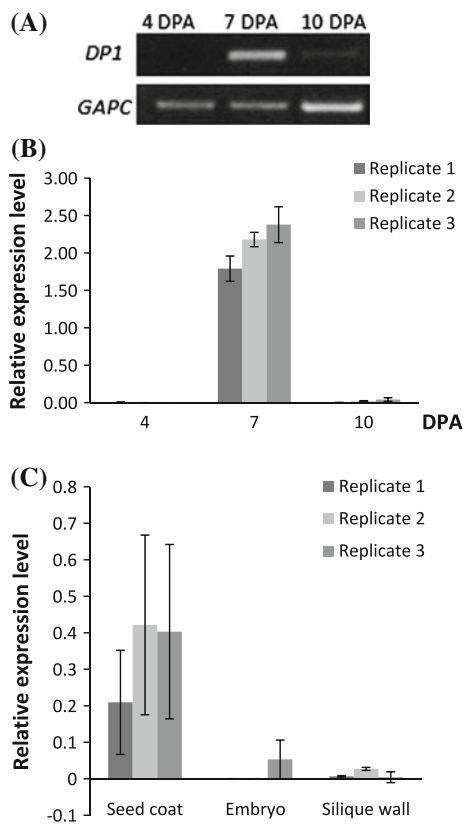 (A)
4 DPA 7 DPA 10 DPA
DP1
GAPC
(B)
Relative expression level
3.00
2.50
2.00
1.50
1.00
0.50
0.00
Replicate 1
Replicate 2
Replicate 3
4 7 10 DPA
(C)
Relative expression level
0.8
0.7
0.6
0.5
0.4
0.3
0.2
0.1
0
-0.1
Replicate 1
Replicate 2
Replicate 3
Seed coat Embryo Silique wall